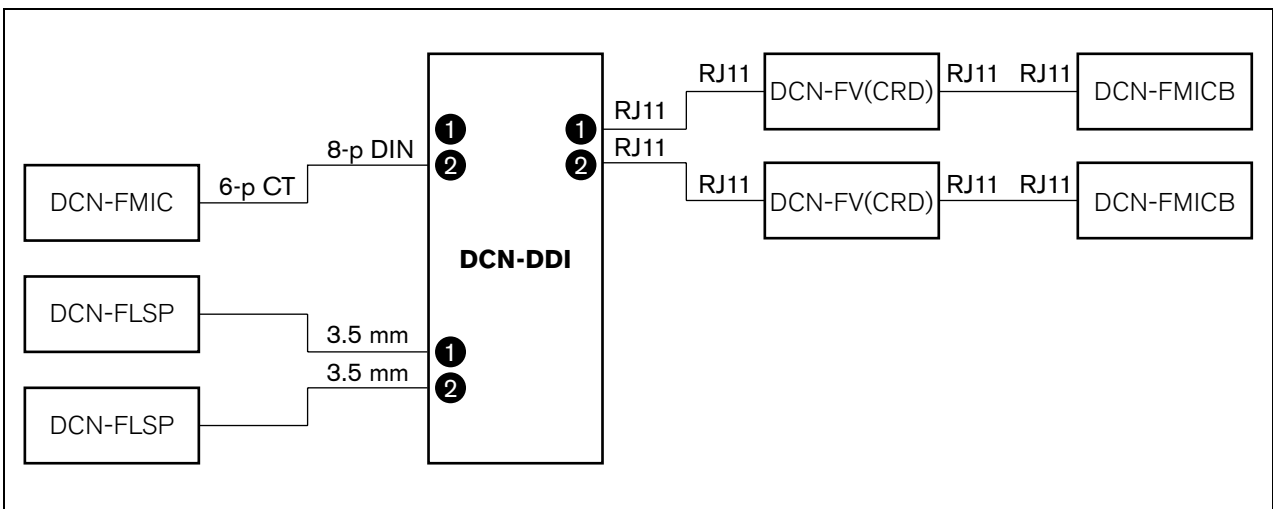 RJ11 DCN-FV(CRD) RJ11 RJ11 DCN-FMICB
RJ11
1 1
8-p DIN RJ11
2 2
DCN-FMIC 6-p CT RJ11 DCN-FV(CRD) RJ11 RJ11 DCN-FMICB
DCN-DDI
DCN-FLSP
3.5 mm
1
3.5 mm
2
DCN-FLSP